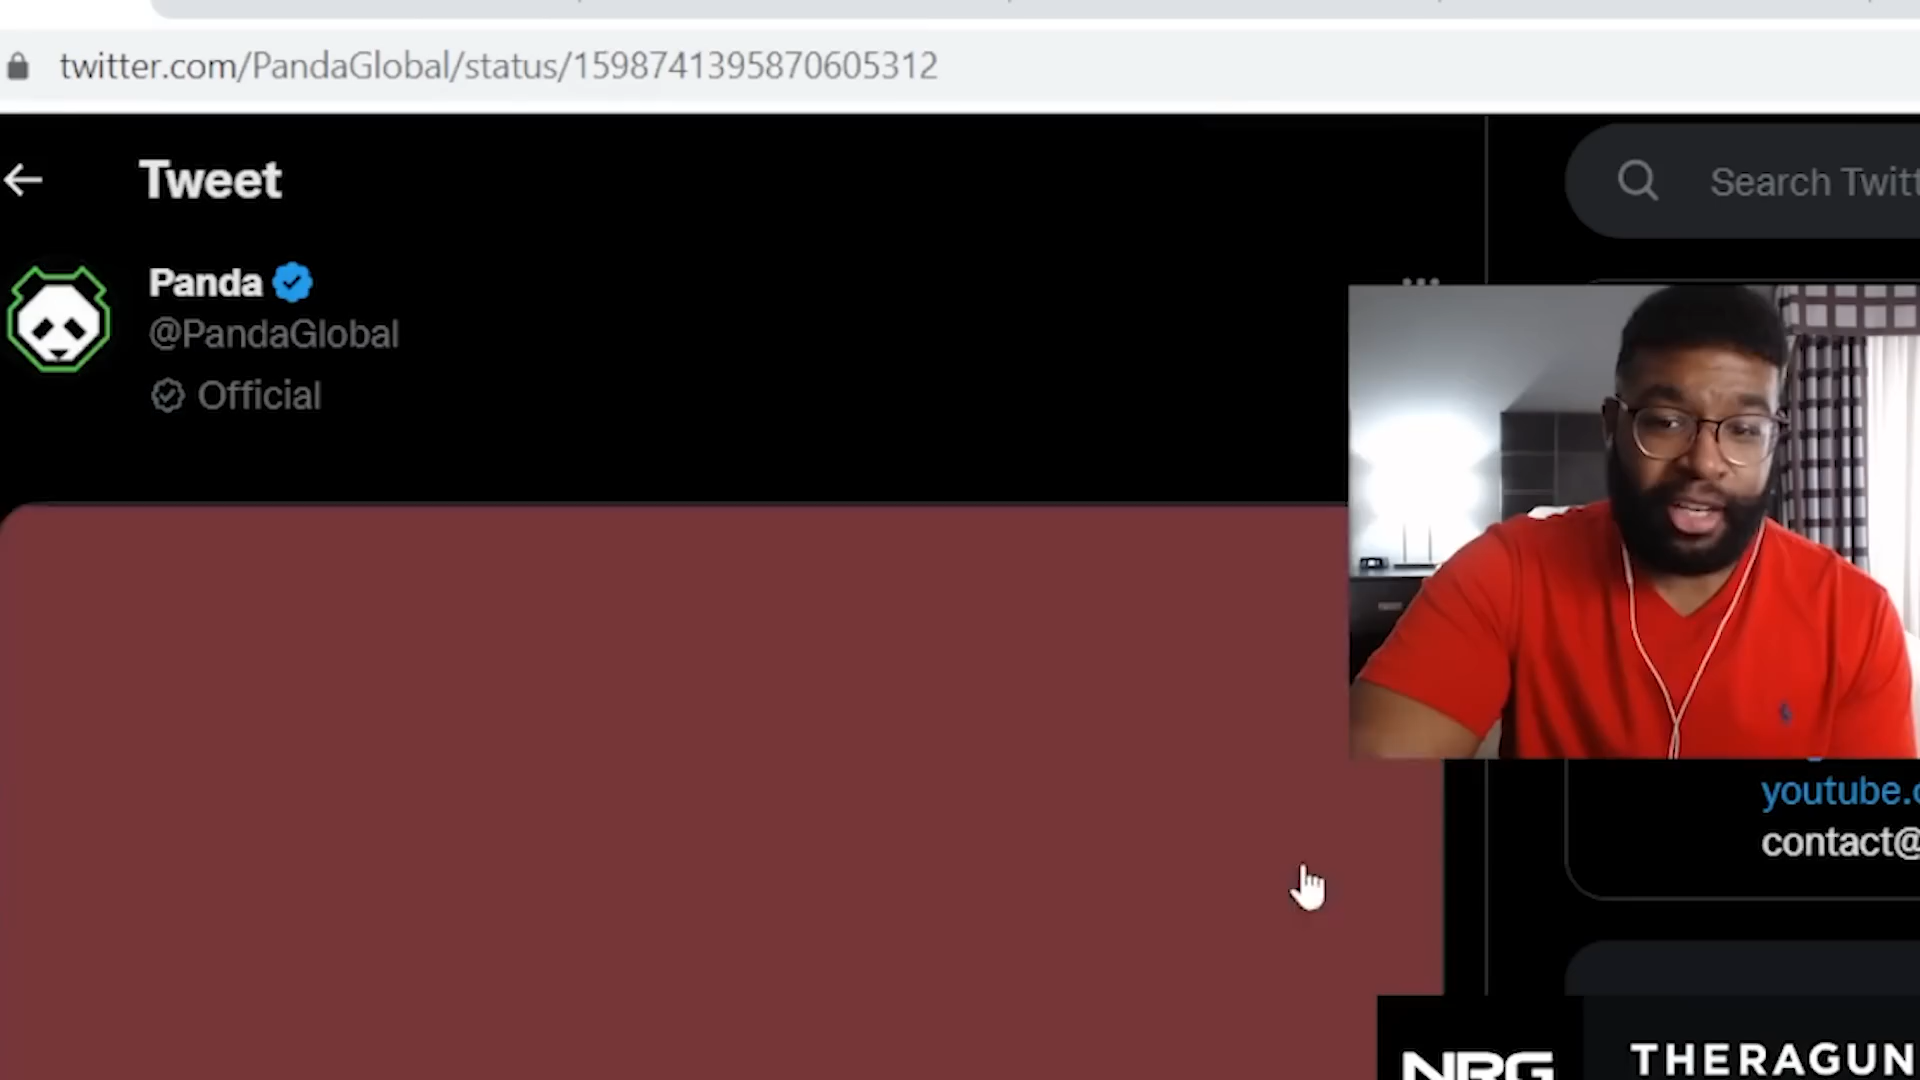 twitter.com/PandaGlobal/status/1598741395870605312
Tweet
Search Twitt
Panda
@PandaGlobal
Official
youtube.c
contact@
NRG
THERAGUN